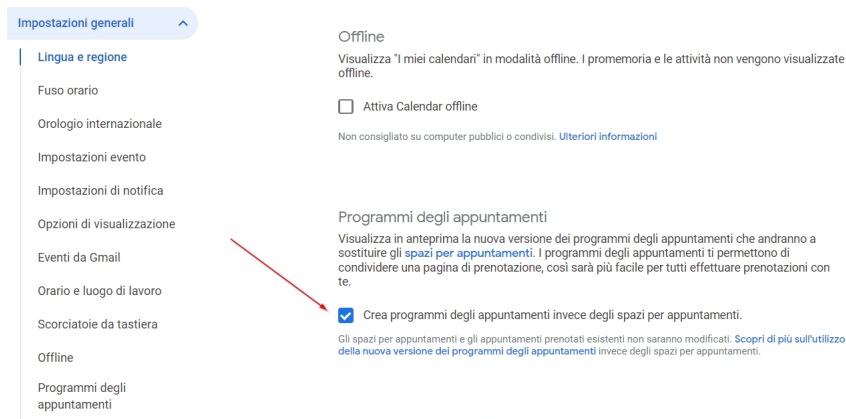 Impostazioni generali
Lingua e regione
Fuso orario
Orologio internazionale
Impostazioni evento
Impostazioni di notifica
Opzioni di visualizzazione
Eventi da Gmail
Orario e luogo di lavoro
Scorciatoie da tastiera
Offline
Programmi degli
appuntamenti
Offline
Visualizza "I miei calendari" in modalità offline. I promemoria e le attività non vengono visualizzate
offline.
Attiva Calendar offline
Non consigliato su computer pubblici o condivisi. Ulteriori informazioni
Programmi degli appuntamenti
Visualizza in anteprima la nuova versione dei programmi degli appuntamenti che andranno a
sostituire gli spazi per appuntamenti. I programmi degli appuntamenti ti permettono di
condividere una pagina di prenotazione, così sarà più facile per tutti effettuare prenotazioni con
te.
Crea programmi degli appuntamenti invece degli spazi per appuntamenti.
Gli spazi per appuntamenti e gli appuntamenti prenotati esistenti non saranno modificati. Scopri di più sull'utilizzo
della nuova versione dei programmi degli appuntamenti invece degli spazi per appuntamenti.